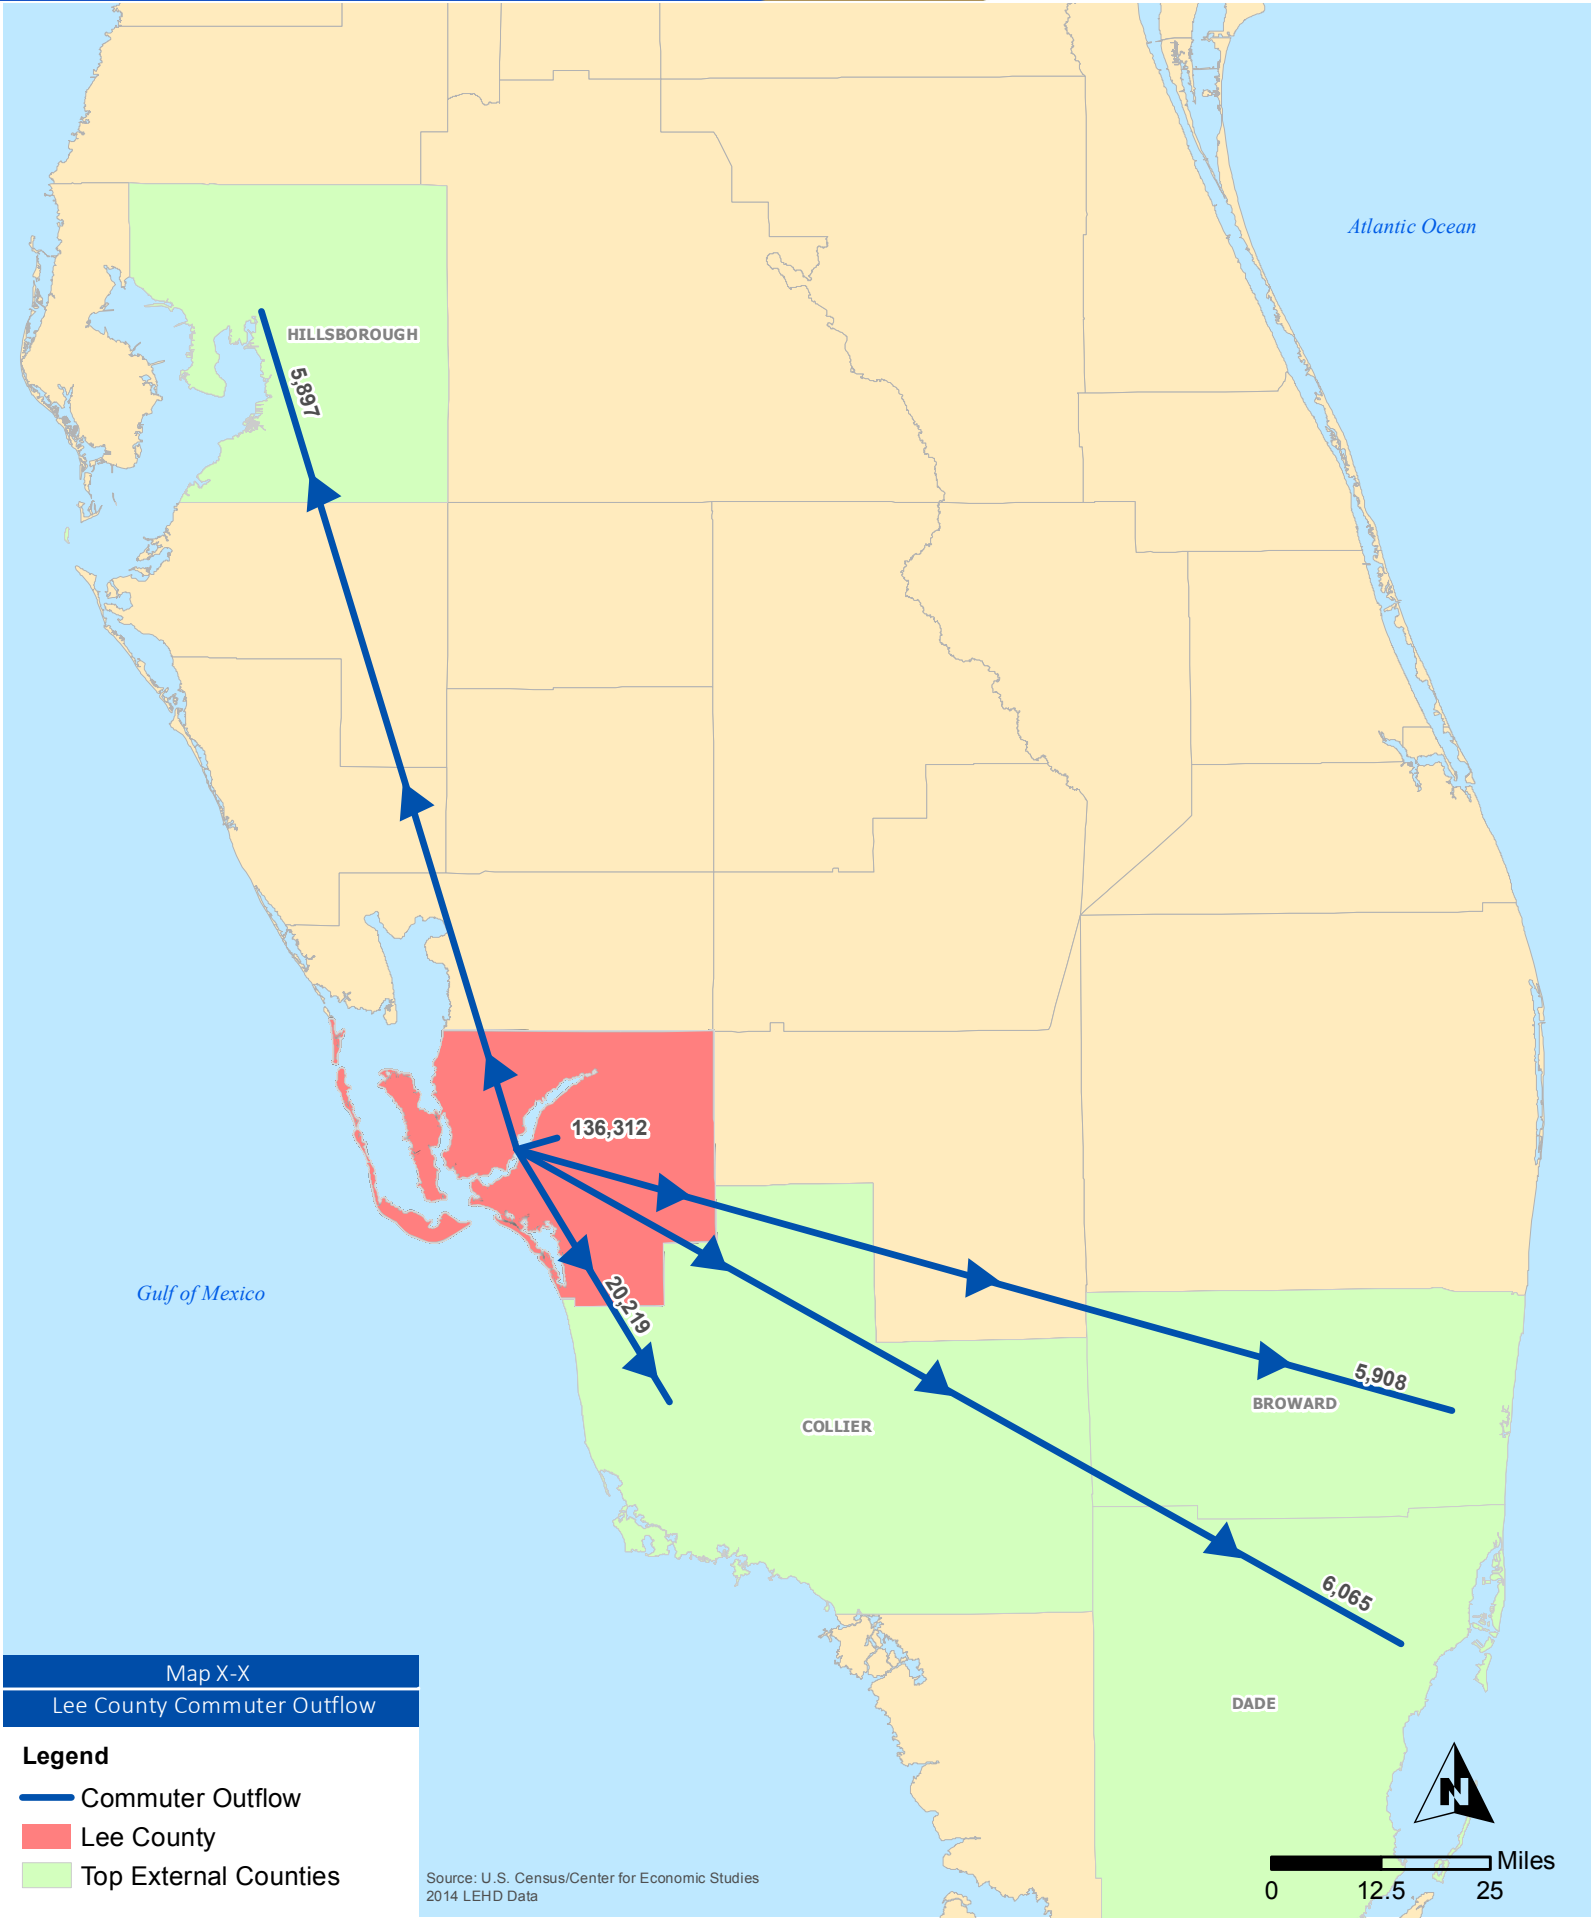 Atlantic Ocean
HILLSBOROUGH
5,897
136,312
20,219
Gulf of Mexico
5,908
BROWARD
COLLIER
6,065
DADE
Map X-X
Lee County Commuter Outflow
Legend
Commuter Outflow
Lee County
Top External Counties
Source: U.S. Census/Center for Economic Studies
2014 LEHD Data
N
Miles
0 12.5 25